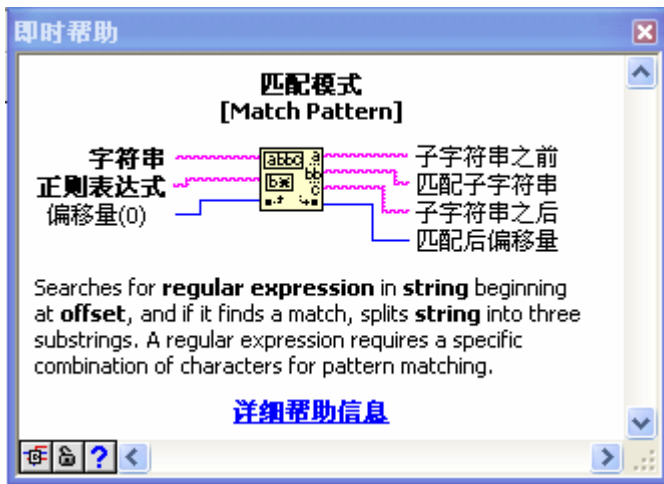 即时帮助
匹配模式
[Match Pattern]
字符串
正则表达式
偏移量(0)
abbc
b*
a
bb
c
子字符串之前
匹配子字符串
子字符串之后
匹配后偏移量
Searches for regular expression in string beginning
at offset, and if it finds a match, splits string into three
substrings. A regular expression requires a specific
combination of characters for pattern matching.
详细帮助信息
?